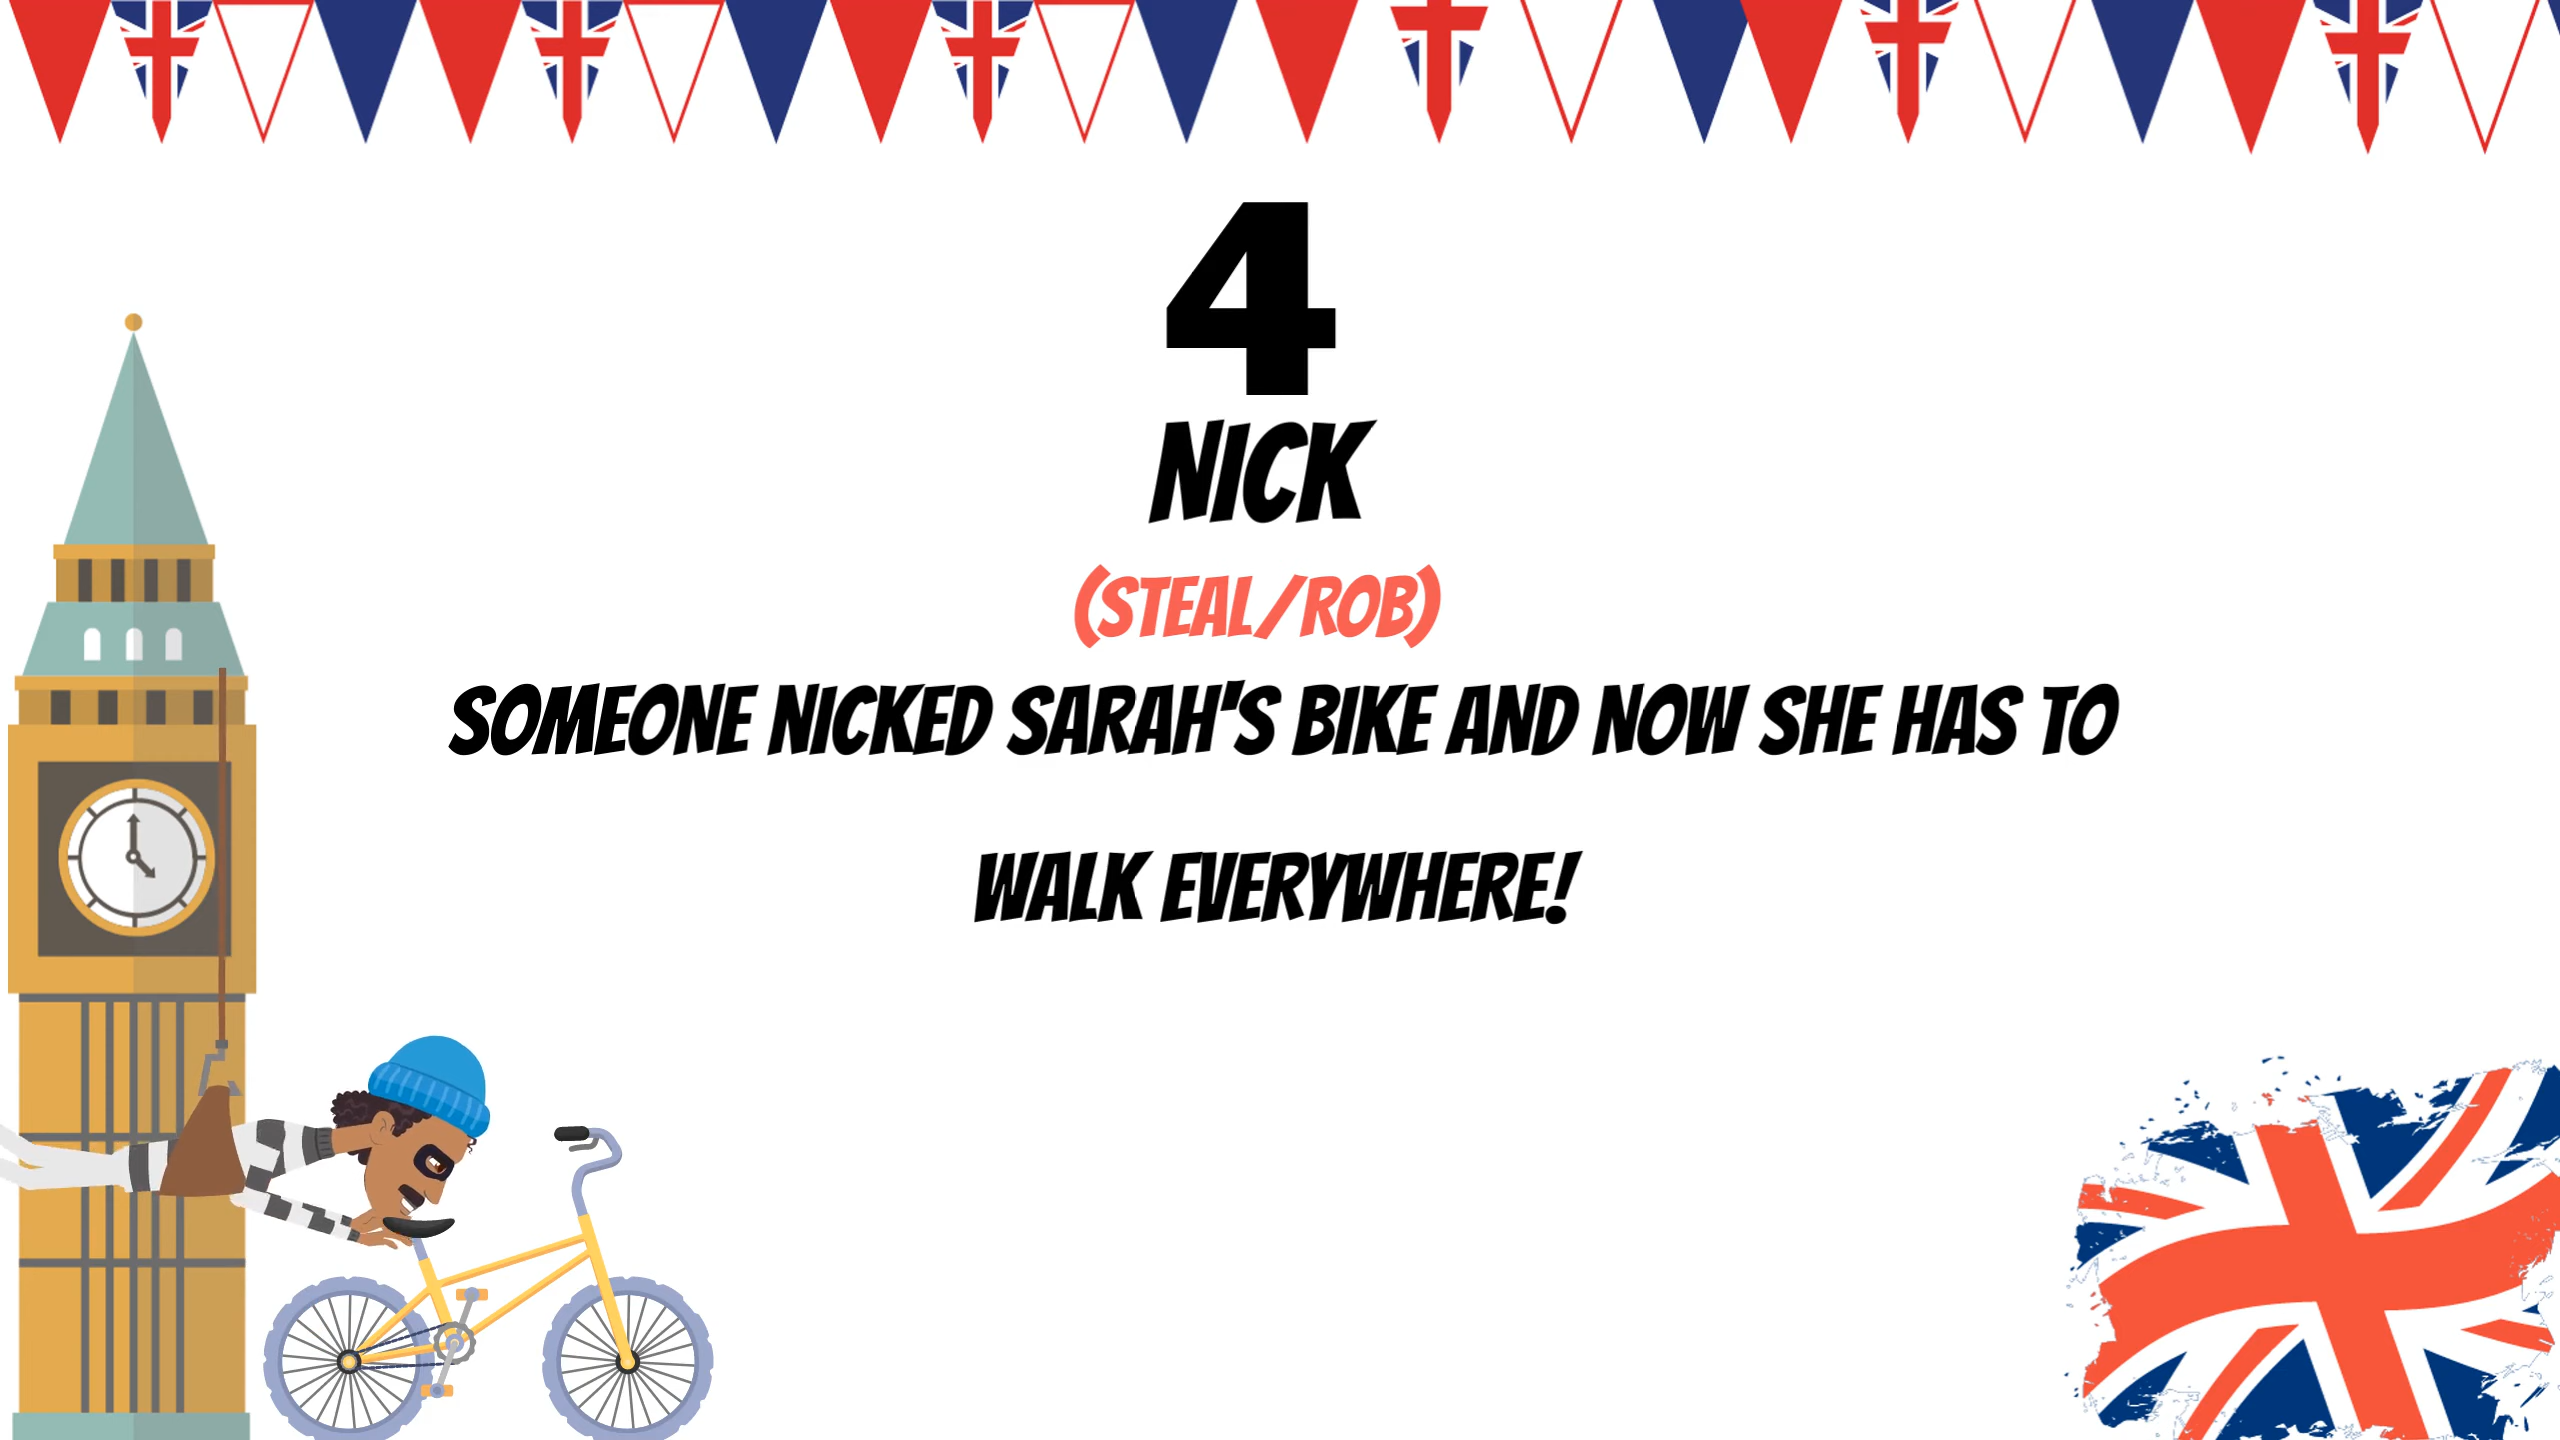 4
NICK
(STEAL/ROB)
SOMEONE NICKED SARAH'S BIKE AND NOW SHE HAS TO
WALK EVERYWHERE!